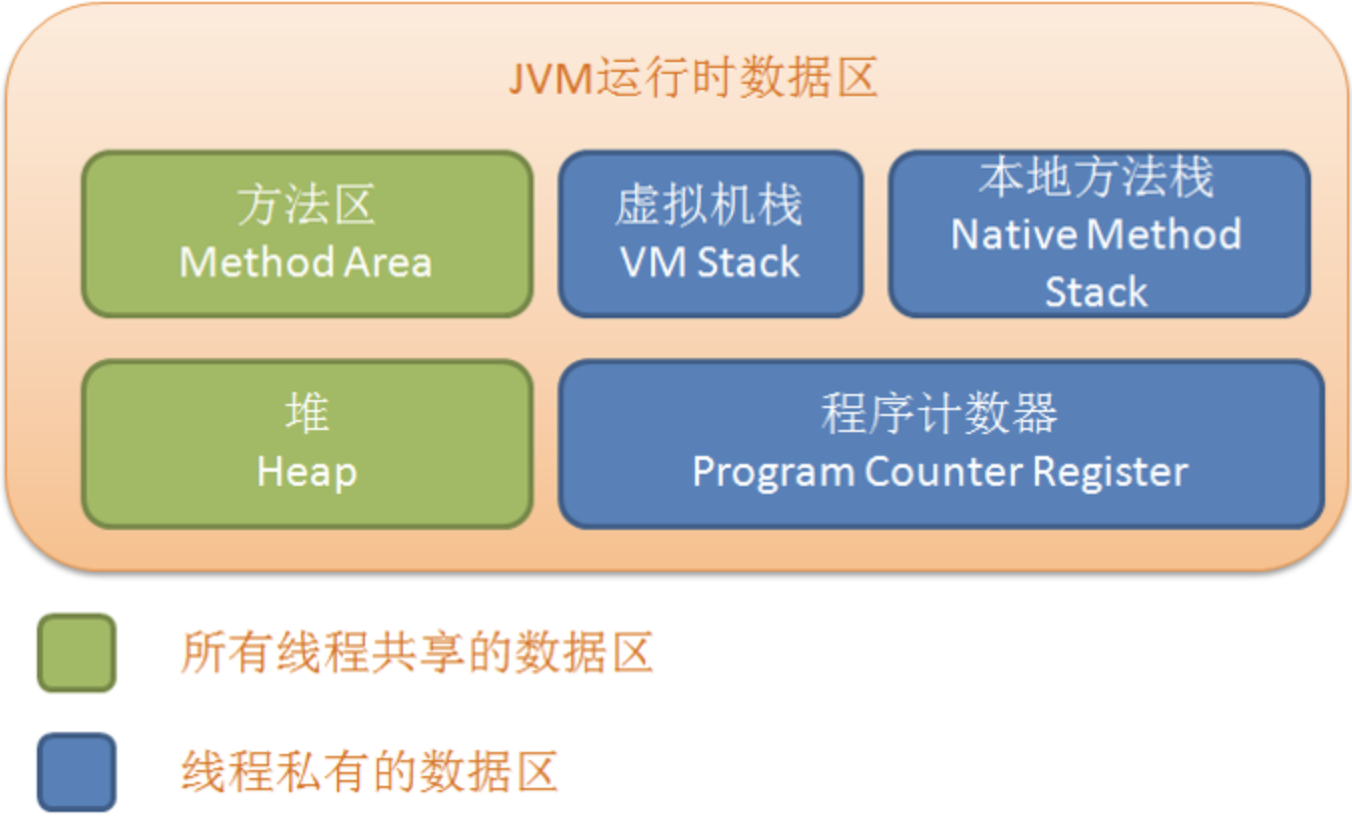 JVM运行时数据区
方法区
Method Area
虚拟机栈
VM Stack
本地方法栈
Native Method
Stack
堆
Heap
程序计数器
Program Counter Register
所有线程共享的数据区
线程私有的数据区